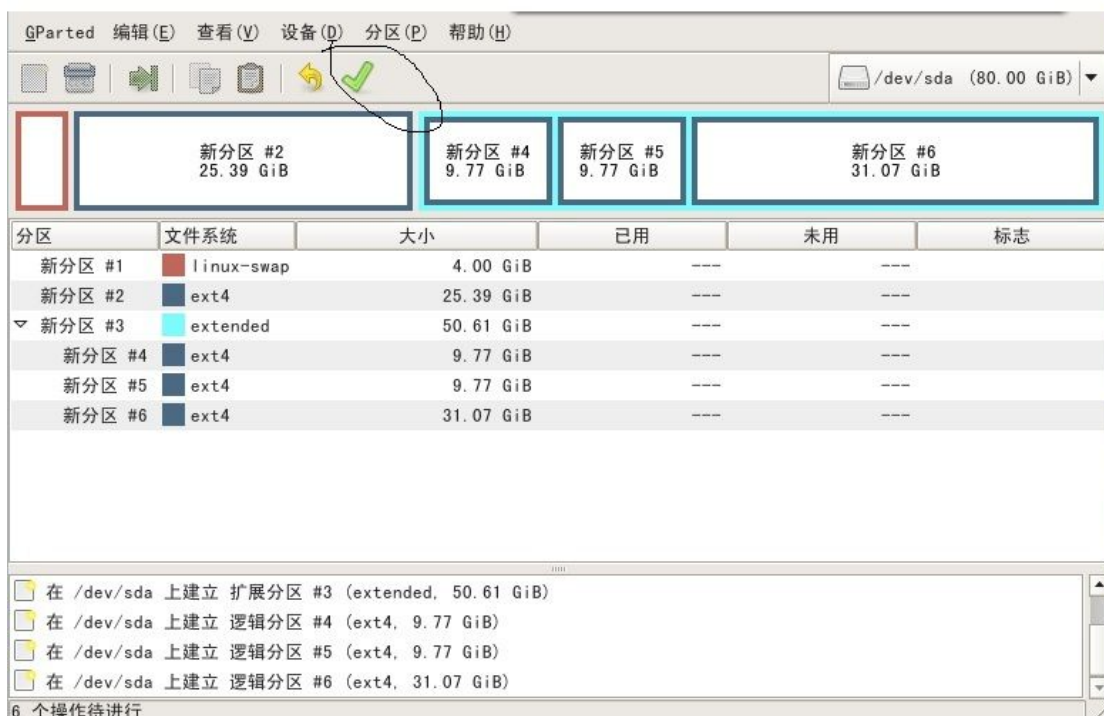 GParted 编辑(E) 查看(V) 设备(D) 分区(P) 帮助(H)
/dev/sda (80.00 GiB)
新分区 #2
25.39 GiB
新分区 #4
9.77 GiB
新分区 #5
9.77 GiB
新分区 #6
31.07 GiB
分区 文件系统 大小 已用 未用 标志
新分区 #1 linux-swap 4.00 GiB --- ---
新分区 #2 ext4 25.39 GiB --- ---
新分区 #3 extended 50.61 GiB --- ---
新分区 #4 ext4 9.77 GiB --- ---
新分区 #5 ext4 9.77 GiB --- ---
新分区 #6 ext4 31.07 GiB --- ---
在 /dev/sda 上建立 扩展分区 #3 (extended, 50.61 GiB)
在 /dev/sda 上建立 逻辑分区 #4 (ext4, 9.77 GiB)
在 /dev/sda 上建立 逻辑分区 #5 (ext4, 9.77 GiB)
在 /dev/sda 上建立 逻辑分区 #6 (ext4, 31.07 GiB)
6 个操作待进行